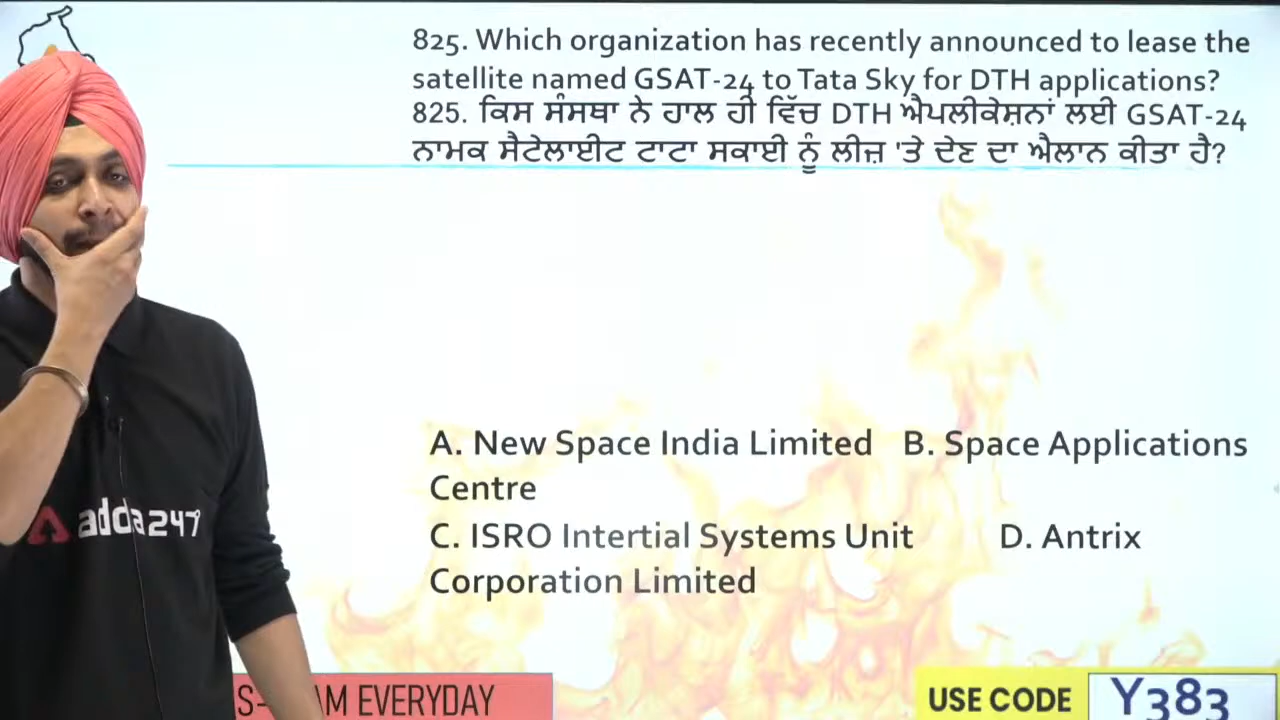 825. Which organization has recently announced to lease the
satellite named GSAT-24 to Tata Sky for DTH applications?
825. ਕਿਸ ਸੰਸਥਾ ਨੇ ਹਾਲ ਹੀ ਵਿੱਚ DTH ਐਪਲੀਕੇਸ਼ਨਾਂ ਲਈ GSAT-24
ਨਾਮਕ ਸੈਟੇਲਾਈਟ ਟਾਟਾ ਸਕਾਈ ਨੂੰ ਲੀਜ਼ 'ਤੇ ਦੇਣ ਦਾ ਐਲਾਨ ਕੀਤਾ ਹੈ?
A. New Space India Limited B. Space Applications
Centre
C. ISRO Intertial Systems Unit D. Antrix
Corporation Limited
adda247
EVERYDAY
USE CODE Y383